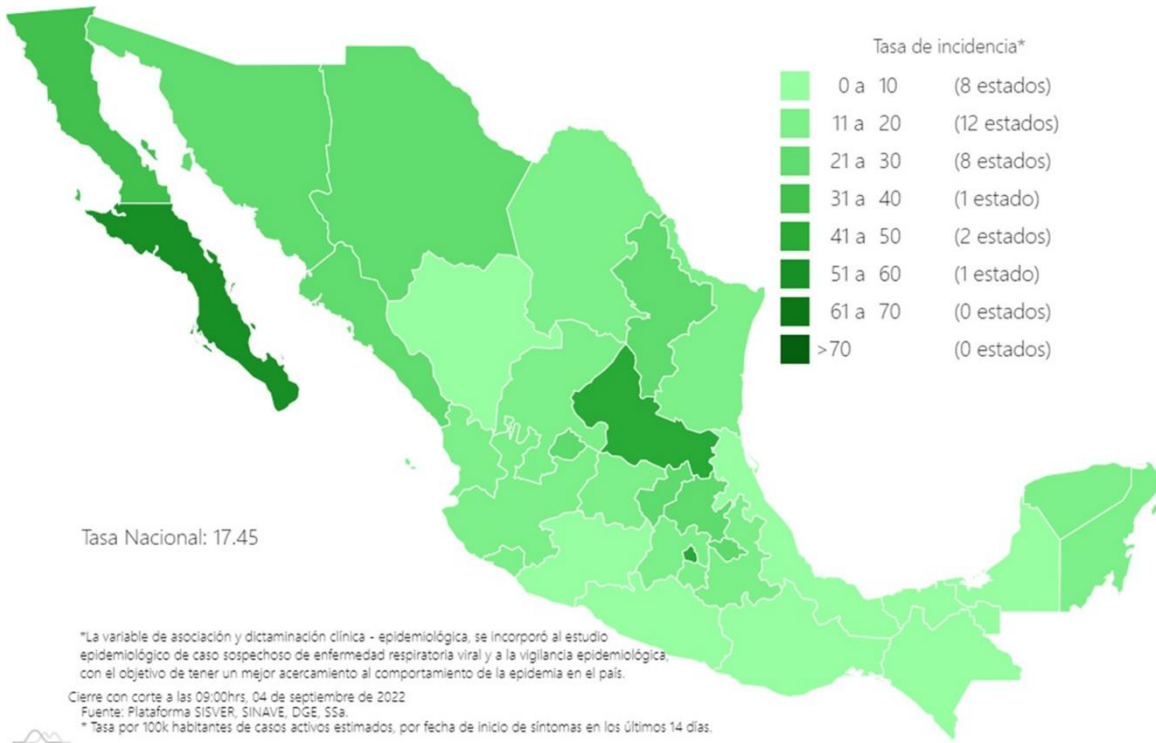 Tasa de incidencia*
0 a 10 (8 estados)
11 a 20 (12 estados)
21 a 30 (8 estados)
31 a 40 (1 estado)
41 a 50 (2 estados)
51 a 60 (1 estado)
61 a 70 (0 estados)
>70 (0 estados)
Tasa Nacional: 17.45
*La variable de asociación y dictaminación clínica - epidemiológica, se incorporó al estudio
epidemiológico de caso sospechoso de enfermedad respiratoria viral y a la vigilancia epidemiológica,
con el objetivo de tener un mejor acercamiento al comportamiento de la epidemia en el país.
Cierre con corte a las 09:00hrs, 04 de septiembre de 2022
Fuente: Plataforma SISVER, SINAVE, DGE, SSa.
* Tasa por 100k habitantes de casos activos estimados, por fecha de inicio de síntomas en los últimos 14 días.